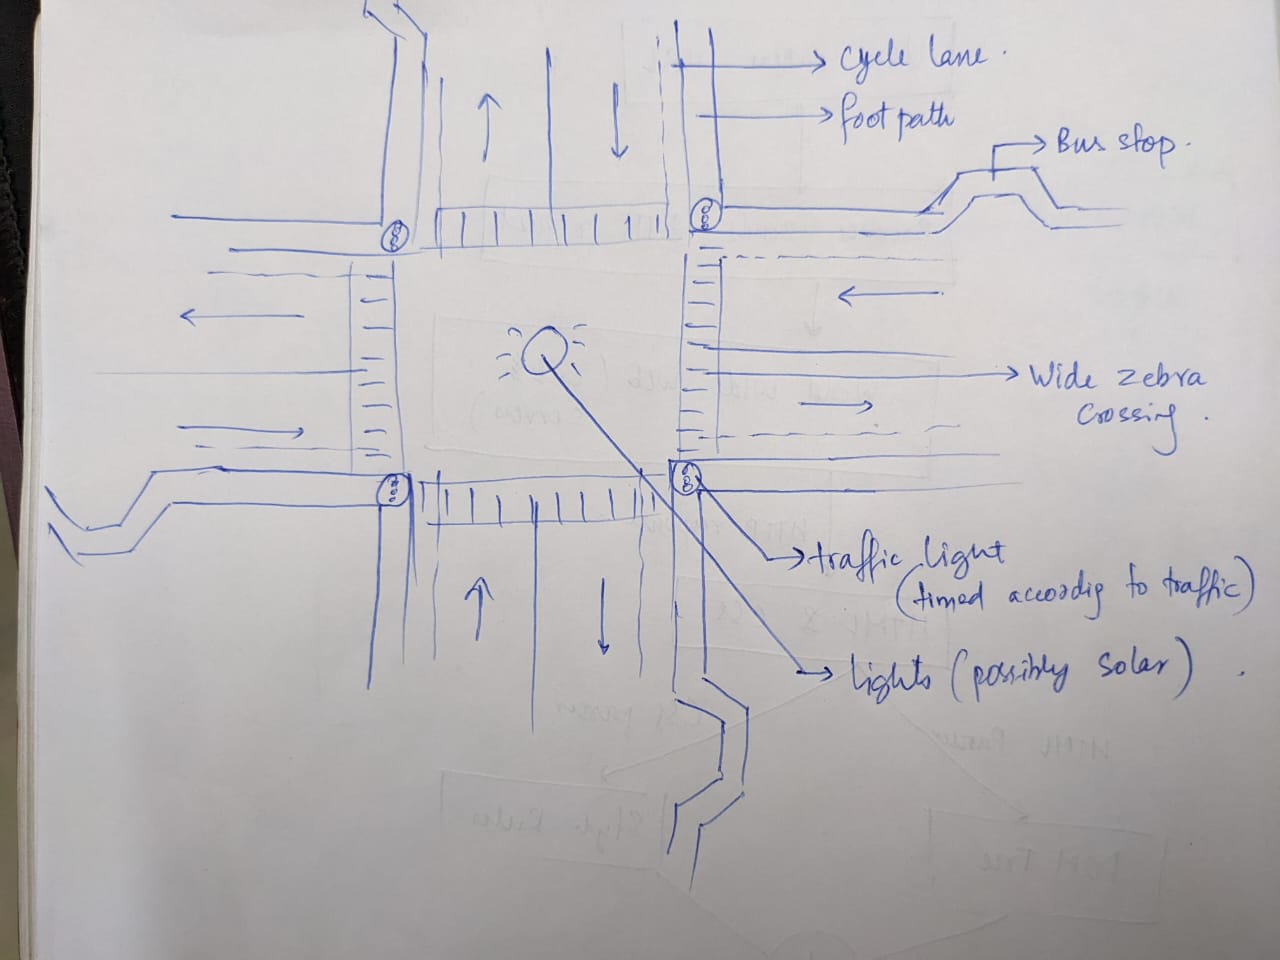 cycle lane.
foot path
Bus stop.
Wide zebra
crossing.
traffic light
(timed accordig to traffic)
lights (possibly solar).